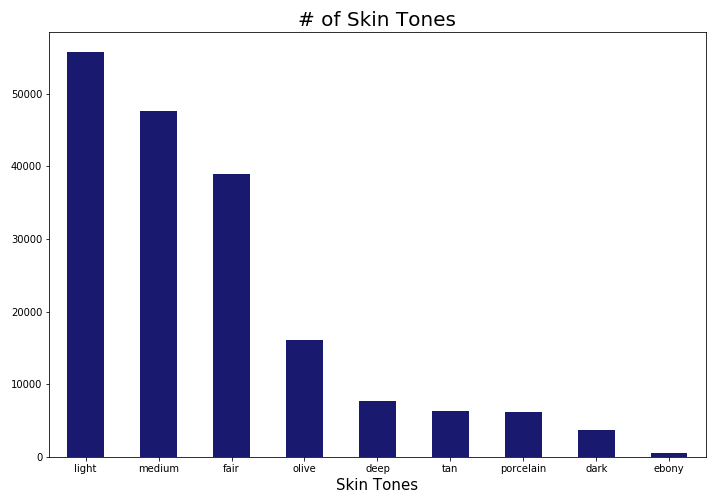 # of Skin Tones
50000
40000
30000
20000
10000
0
light medium fair olive deep tan porcelain dark ebony
Skin Tones